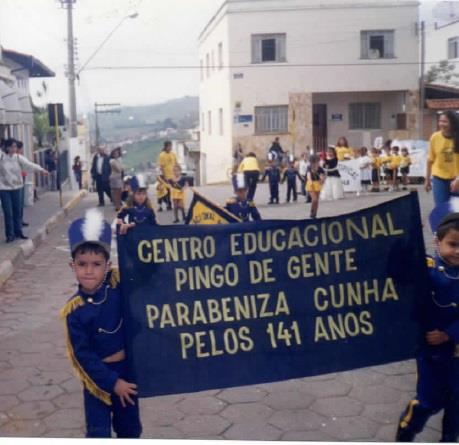 CENTRO EDUCACIONAL
PINGO DE GENTE
PARABENIZA CUNHA
PELOS 141 ANOS